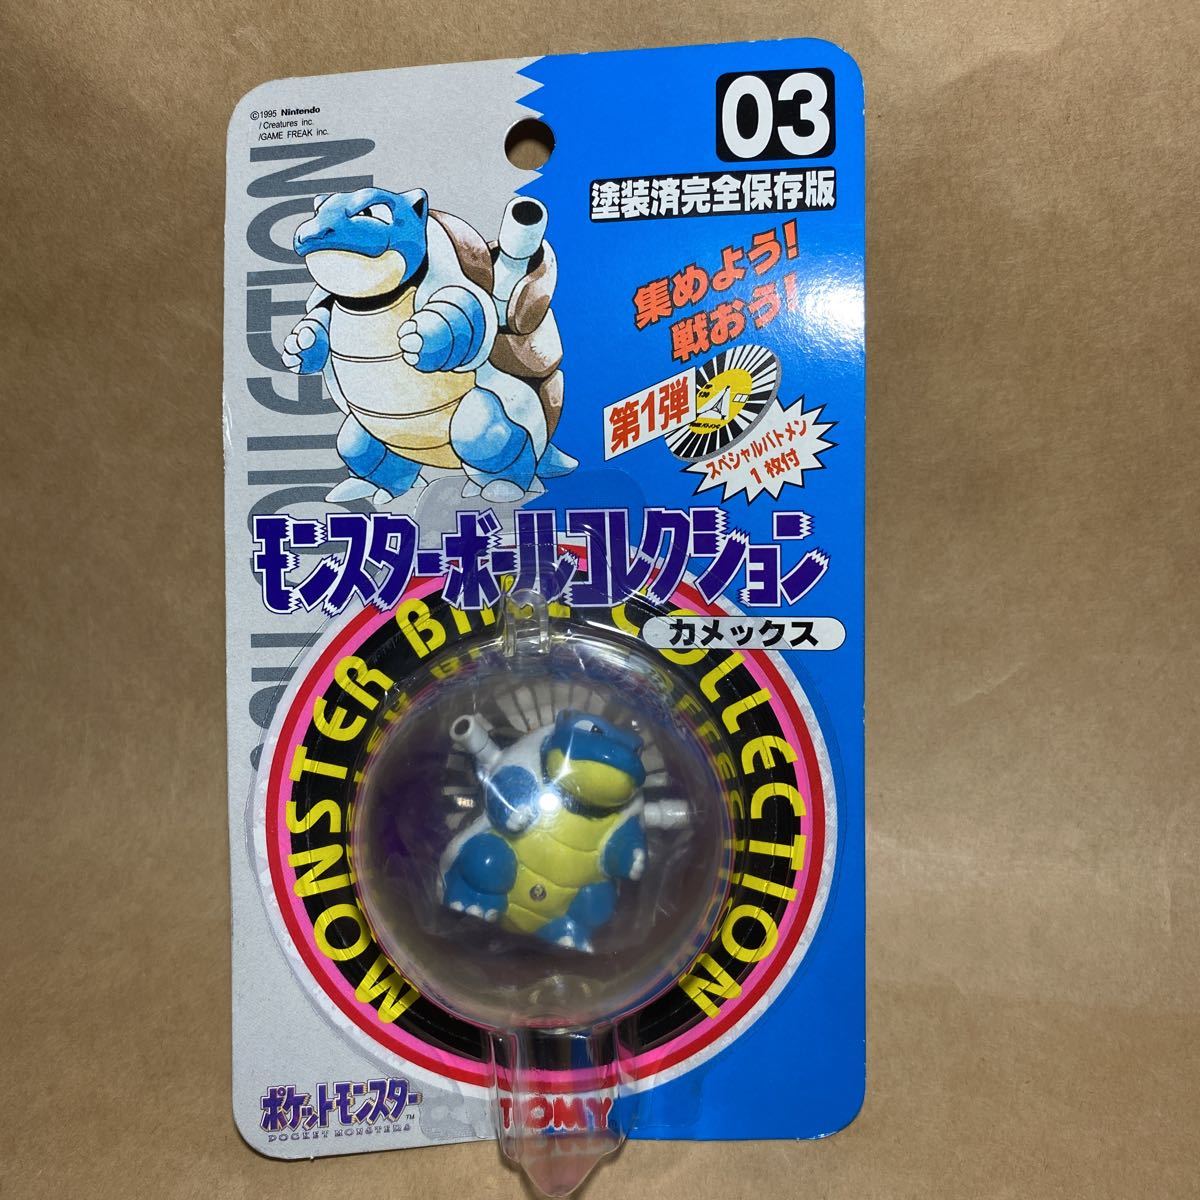 ©1995 Nintendo
/Creatures inc.
/GAME FREAK inc.
03
塗装済完全保存版
集めよう!
戦おう!
第1弾
スペシャルバトメン
1枚付
モンスターボールコレクション
カメックス
MONSTER BALL COLLECTION
ポケットモンスター
POCKET MONSTERS
TOMY